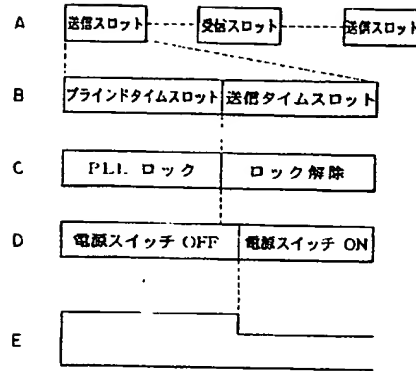 A 送信スロット 受信スロット 送信スロット
B ブラインドタイムスロット 送信タイムスロット
C PLL ロック ロック解除
D 電源スイッチ OFF 電源スイッチ ON
E